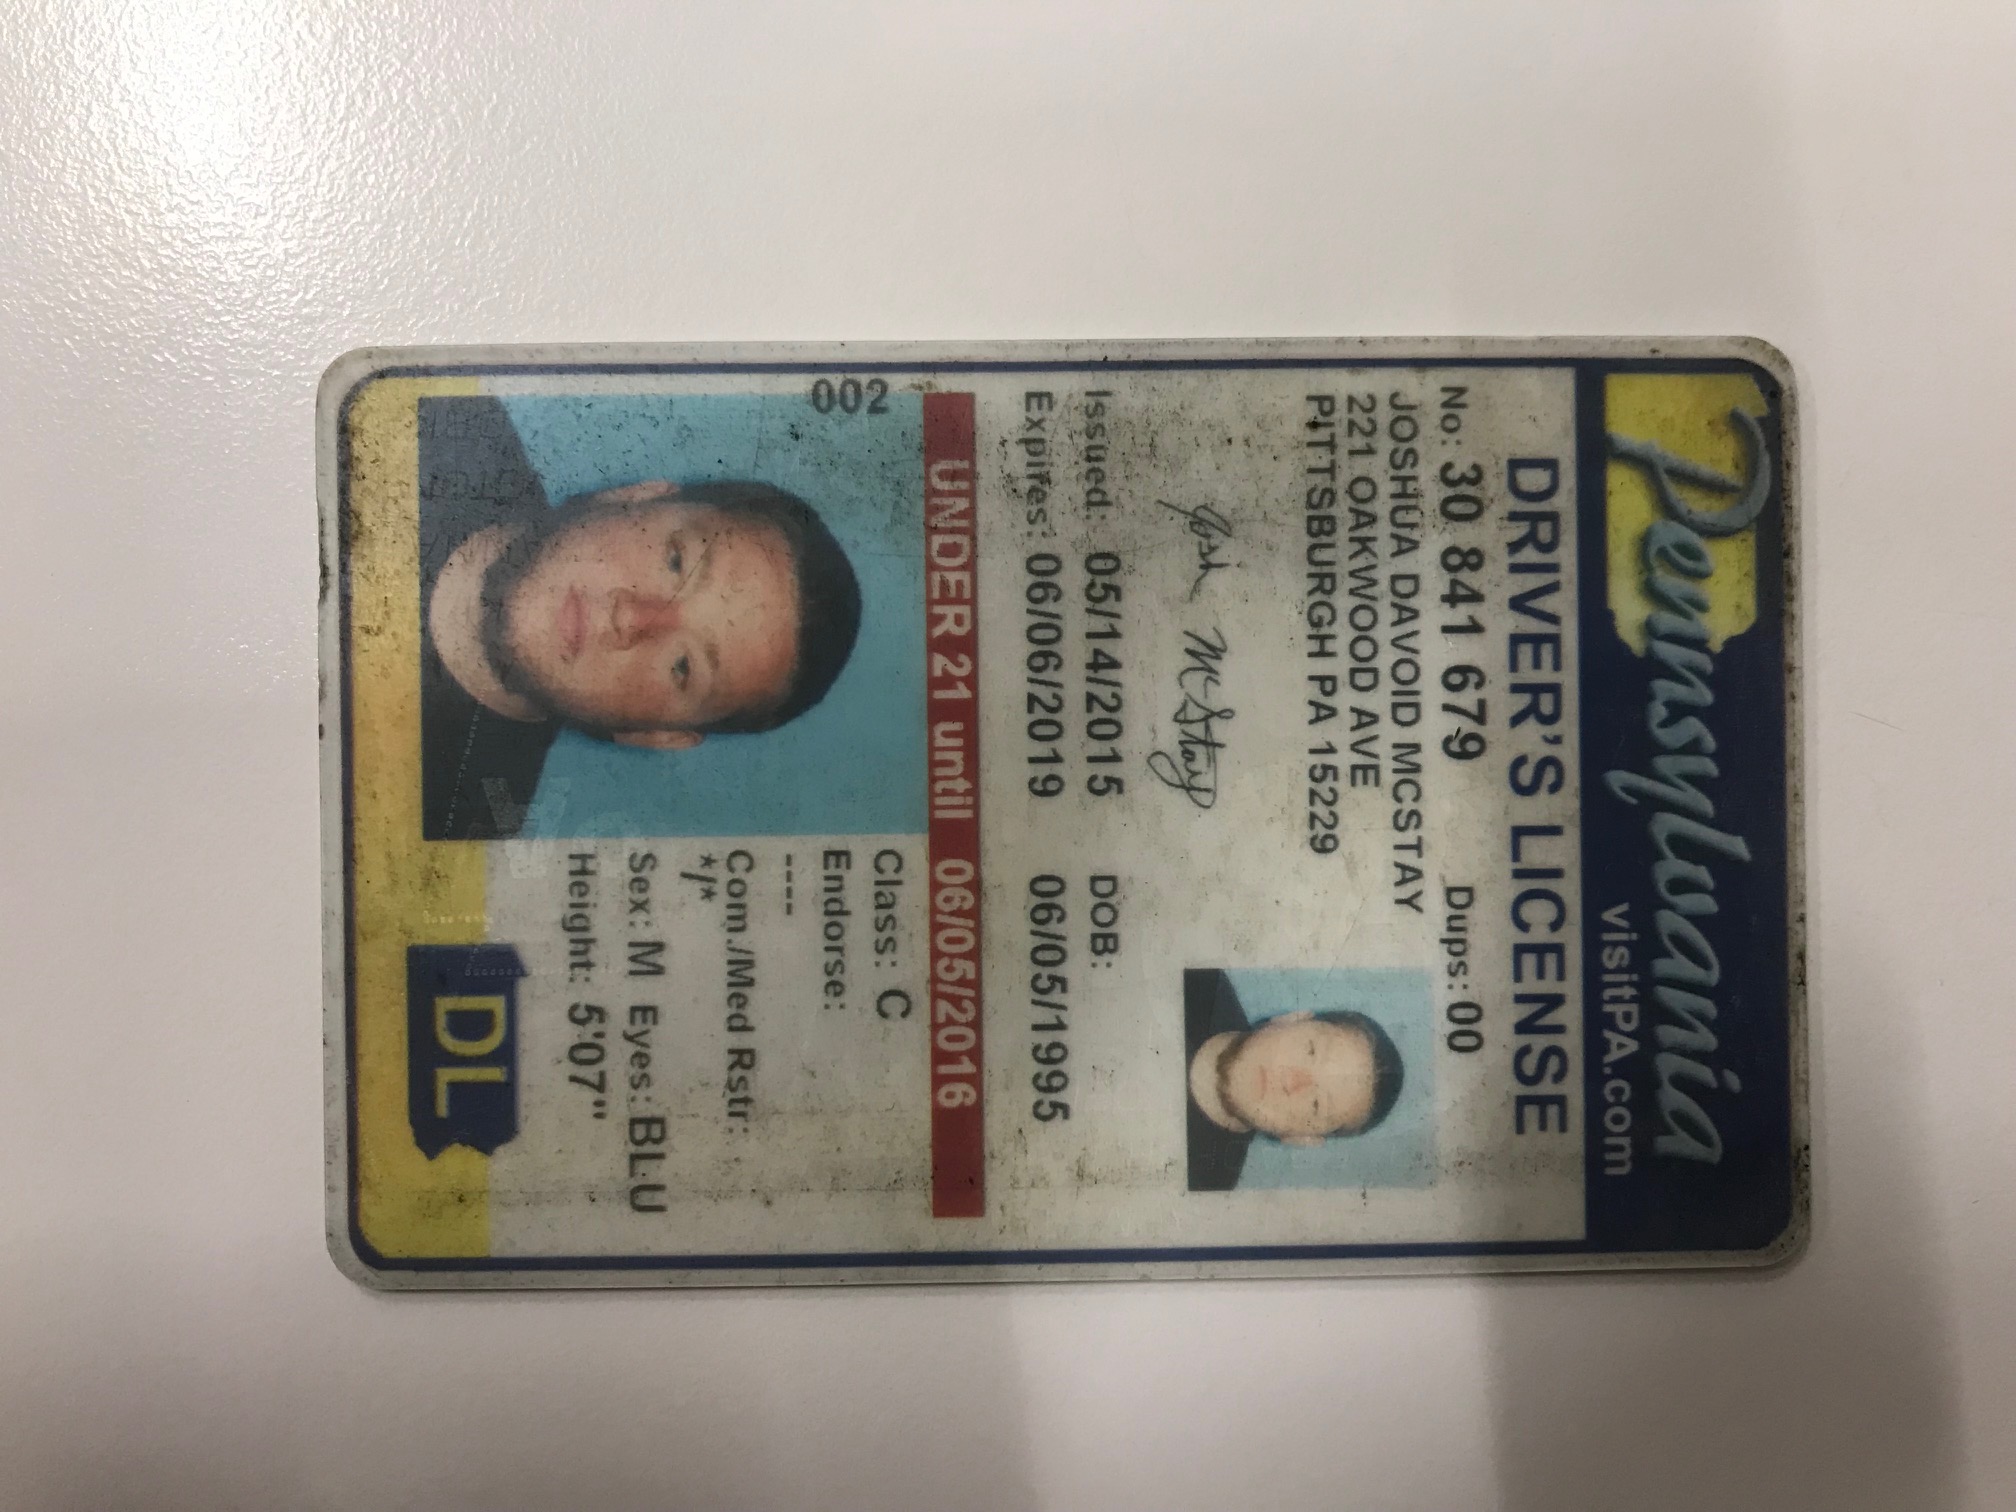 Pennsylvania
visitPA.com
DRIVER'S LICENSE
No: 30 841 679 Dups: 00
JOSHUA DAVOID MCSTAY
221 OAKWOOD AVE
PITTSBURGH PA 15229
Josh McStay
Issued: 05/14/2015 DOB:
Expires: 06/06/2019 06/05/1995
UNDER 21 until 06/05/2016
002
Class: C
Endorse:
----
Com./Med Rstr:
*/*
Sex: M Eyes: BLU
Height: 5'07"
DL